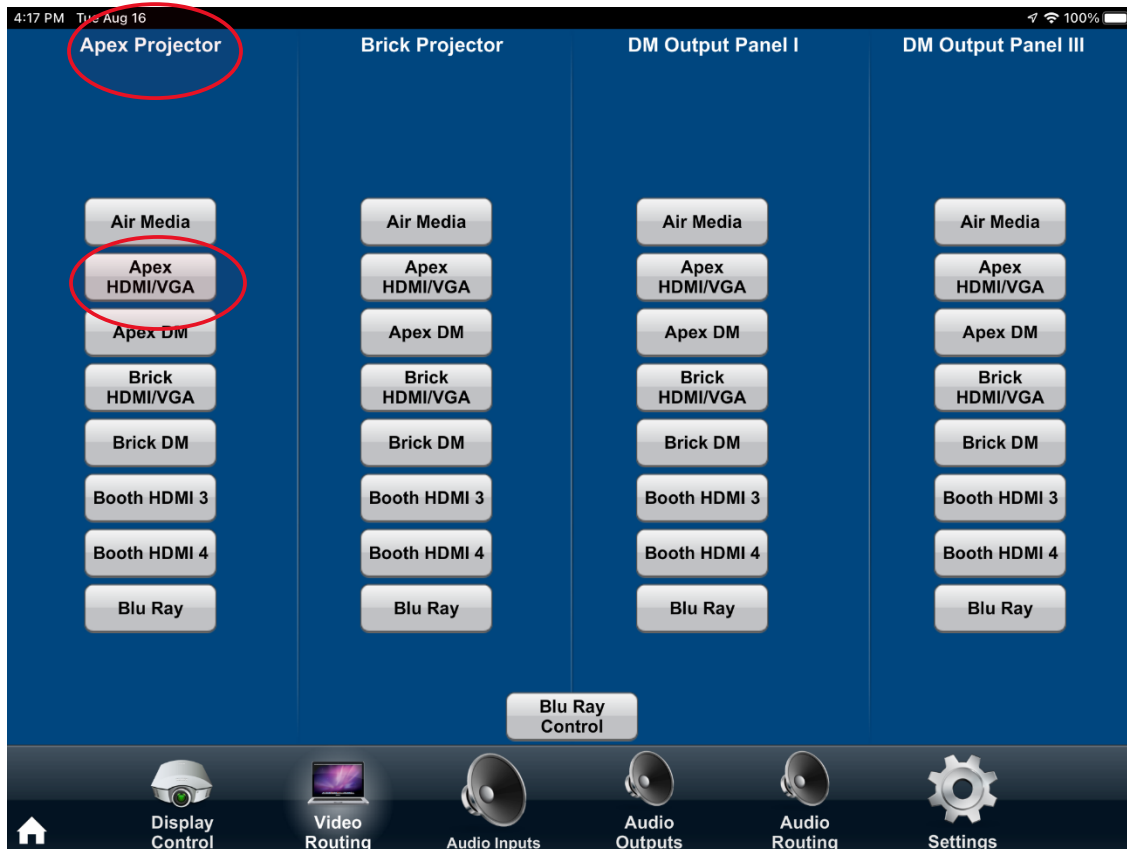 4:17 PM Tue Aug 16
100%
Apex Projector
Brick Projector
DM Output Panel I
DM Output Panel III
Air Media
Air Media
Air Media
Air Media
Apex
HDMI/VGA
Apex
HDMI/VGA
Apex
HDMI/VGA
Apex
HDMI/VGA
Apex DM
Apex DM
Apex DM
Apex DM
Brick
HDMI/VGA
Brick
HDMI/VGA
Brick
HDMI/VGA
Brick
HDMI/VGA
Brick DM
Brick DM
Brick DM
Brick DM
Booth HDMI 3
Booth HDMI 3
Booth HDMI 3
Booth HDMI 3
Booth HDMI 4
Booth HDMI 4
Booth HDMI 4
Booth HDMI 4
Blu Ray
Blu Ray
Blu Ray
Blu Ray
Blu Ray
Control
Display
Control
Video
Routing
Audio Inputs
Audio
Outputs
Audio
Routing
Settings